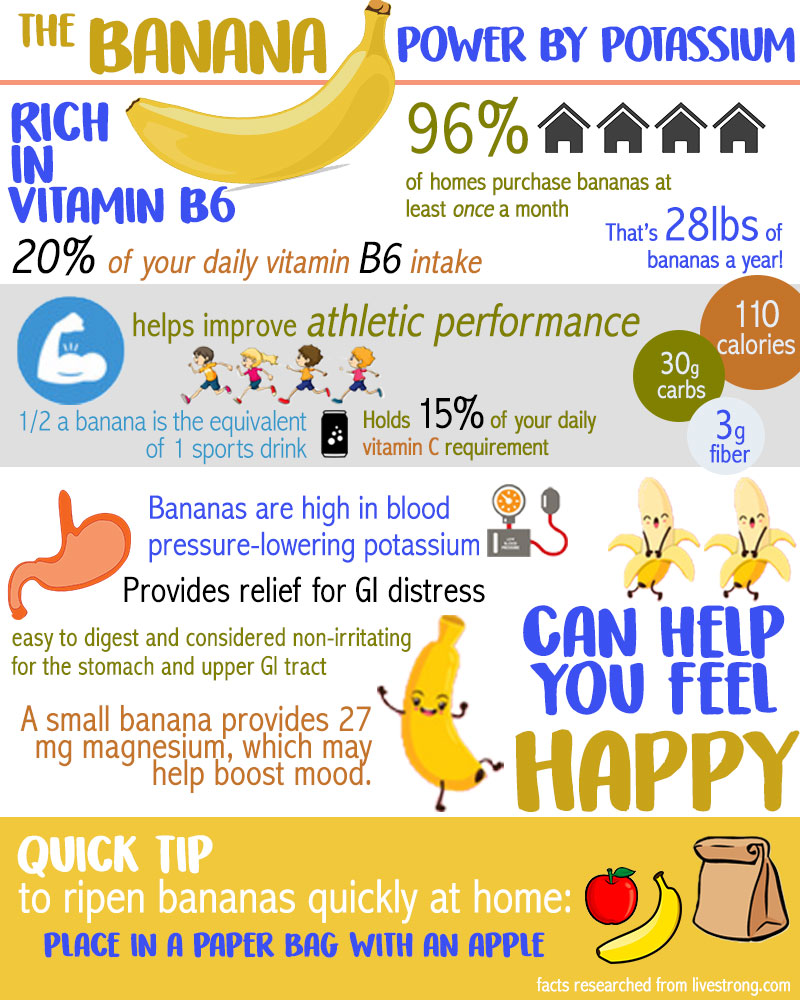 THE BANANA
POWER BY POTASSIUM
RICH
IN
VITAMIN B6
20% of your daily vitamin B6 intake
96%
of homes purchase bananas at
least once a month
That's 28lbs of
bananas a year!
helps improve athletic performance
1/2 a banana is the equivalent
of 1 sports drink
Holds 15% of your daily
vitamin C requirement
110
calories
30g
carbs
3g
fiber
Bananas are high in blood
pressure-lowering potassium
Provides relief for GI distress
easy to digest and considered non-irritating
for the stomach and upper GI tract
A small banana provides 27
mg magnesium, which may
help boost mood.
CAN HELP
YOU FEEL
HAPPY
QUICK TIP
to ripen bananas quickly at home:
PLACE IN A PAPER BAG WITH AN APPLE
facts researched from livestrong.com